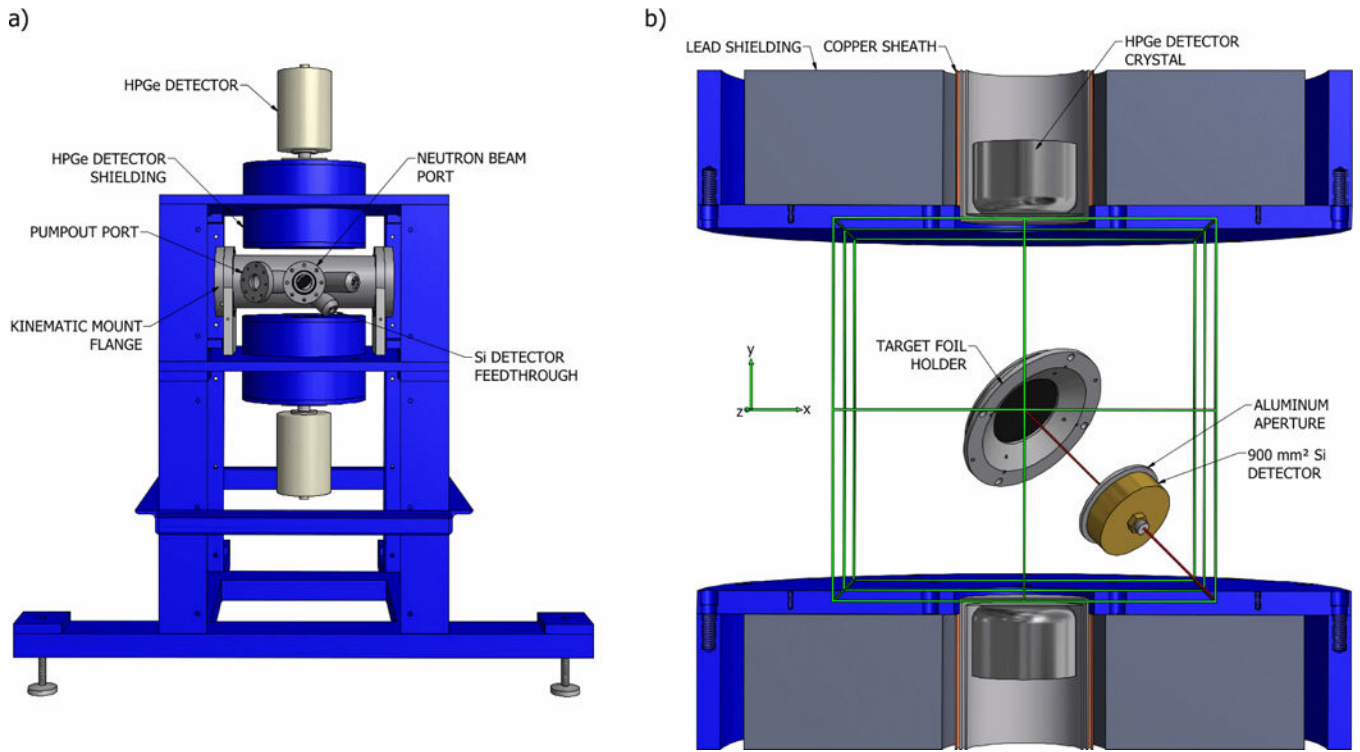 a)
HPGe DETECTOR
HPGe DETECTOR
SHIELDING
PUMPOUT PORT
KINEMATIC MOUNT
FLANGE
NEUTRON BEAM
PORT
Si DETECTOR
FEEDTHROUGH
b)
LEAD SHIELDING
COPPER SHEATH
HPGe DETECTOR
CRYSTAL
TARGET FOIL
HOLDER
y
z
x
ALUMINUM
APERTURE
900 mm² Si
DETECTOR